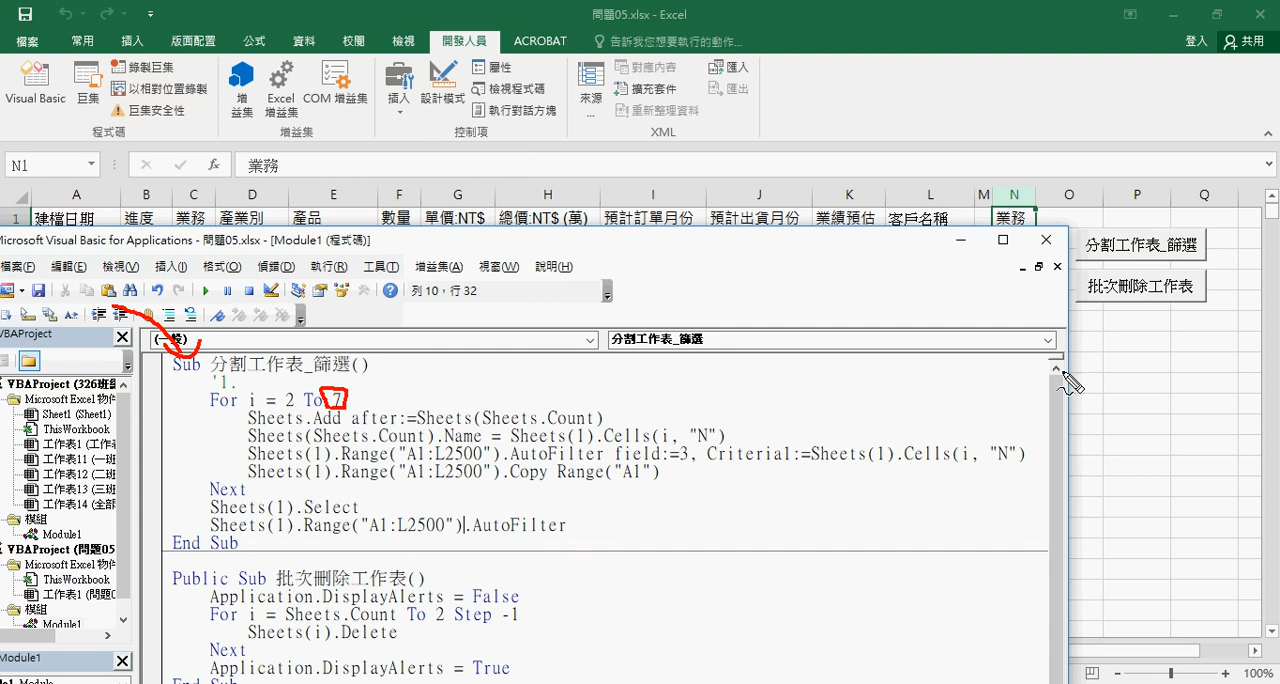 問題05.xlsx - Excel
檔案 常用 插入 版面配置 公式 資料 校閱 檢視 開發人員 ACROBAT 告訴我您想要執行的動作... 登入 共用
Visual Basic 巨集 錄製巨集 以相對位置錄製 巨集安全性 程式碼
增益集 Excel 增益集 COM 增益集 增益集
插入 設計模式 屬性 檢視程式碼 執行對話方塊 控制項
來源... 對應內容 擴充套件 重新整理資料 匯入 匯出 XML
N1 fx 業務
A B C D E F G H I J K L M N O P Q
1 建檔日期 進度 業務 產業別 產品 數量 單價:NT$ 總價:NT$ (萬) 預計訂單月份 預計出貨月份 業績預估 客戶名稱 業務
分割工作表_篩選
批次刪除工作表
Microsoft Visual Basic for Applications - 問題05.xlsx - [Module1 (程式碼)]
檔案(F) 編輯(E) 檢視(V) 插入(I) 格式(O) 偵錯(D) 執行(R) 工具(T) 增益集(A) 視窗(W) 說明(H)
列 10，行 32
VBAProject
VBAProject (326班
Microsoft Excel 物件
Sheet1 (Sheet1)
ThisWorkbook
工作表1 (工作
工作表11 (一班
工作表12 (二班
工作表13 (三班
工作表14 (全部
模組
Module1
VBAProject (問題05
Microsoft Excel 物件
ThisWorkbook
工作表1 (問題
模組
Module1
Module1
(一般) 分割工作表_篩選
Sub 分割工作表_篩選()
'1.
For i = 2 To 7
Sheets.Add after:=Sheets(Sheets.Count)
Sheets(Sheets.Count).Name = Sheets(1).Cells(i, "N")
Sheets(1).Range("A1:L2500").AutoFilter field:=3, Criteria1:=Sheets(1).Cells(i, "N")
Sheets(1).Range("A1:L2500").Copy Range("A1")
Next
Sheets(1).Select
Sheets(1).Range("A1:L2500").AutoFilter
End Sub
Public Sub 批次刪除工作表()
Application.DisplayAlerts = False
For i = Sheets.Count To 2 Step -1
Sheets(i).Delete
Next
Application.DisplayAlerts = True
End Sub
100%